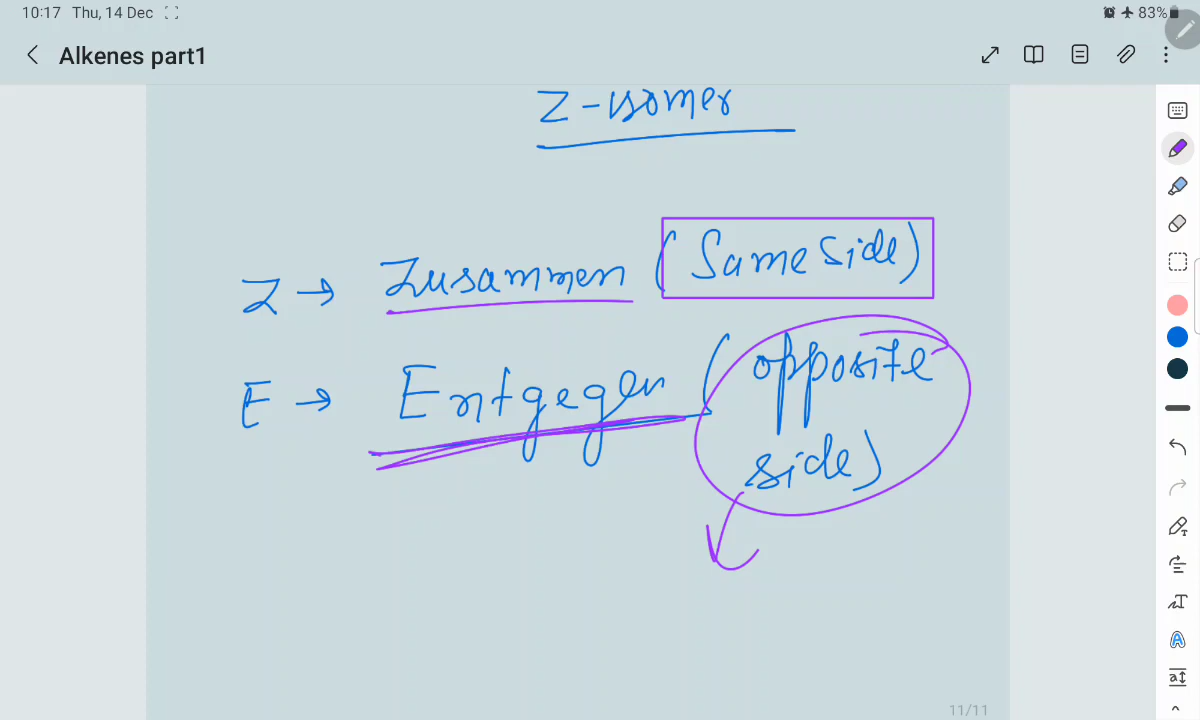 10:17 Thu, 14 Dec
83%
Alkenes part1
Z-isomer
Z → Zusammen (Same Side)
E → Entgegen (opposite
side)
11/11